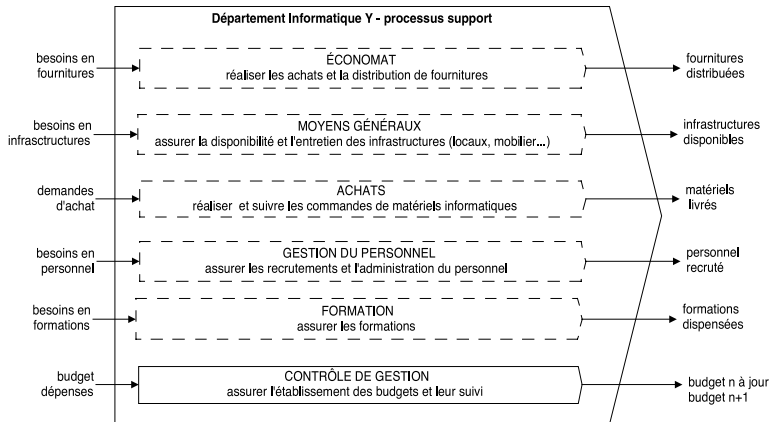 Département Informatique Y - processus support
besoins en
fournitures
ÉCONOMAT
réaliser les achats et la distribution de fournitures
fournitures
distribuées
besoins en
infrasctructures
MOYENS GÉNÉRAUX
assurer la disponibilité et l'entretien des infrastructures (locaux, mobilier...)
infrastructures
disponibles
demandes
d'achat
ACHATS
réaliser et suivre les commandes de matériels informatiques
matériels
livrés
besoins en
personnel
GESTION DU PERSONNEL
assurer les recrutements et l'administration du personnel
personnel
recruté
besoins en
formations
FORMATION
assurer les formations
formations
dispensées
budget
dépenses
CONTRÔLE DE GESTION
assurer l'établissement des budgets et leur suivi
budget n à jour
budget n+1